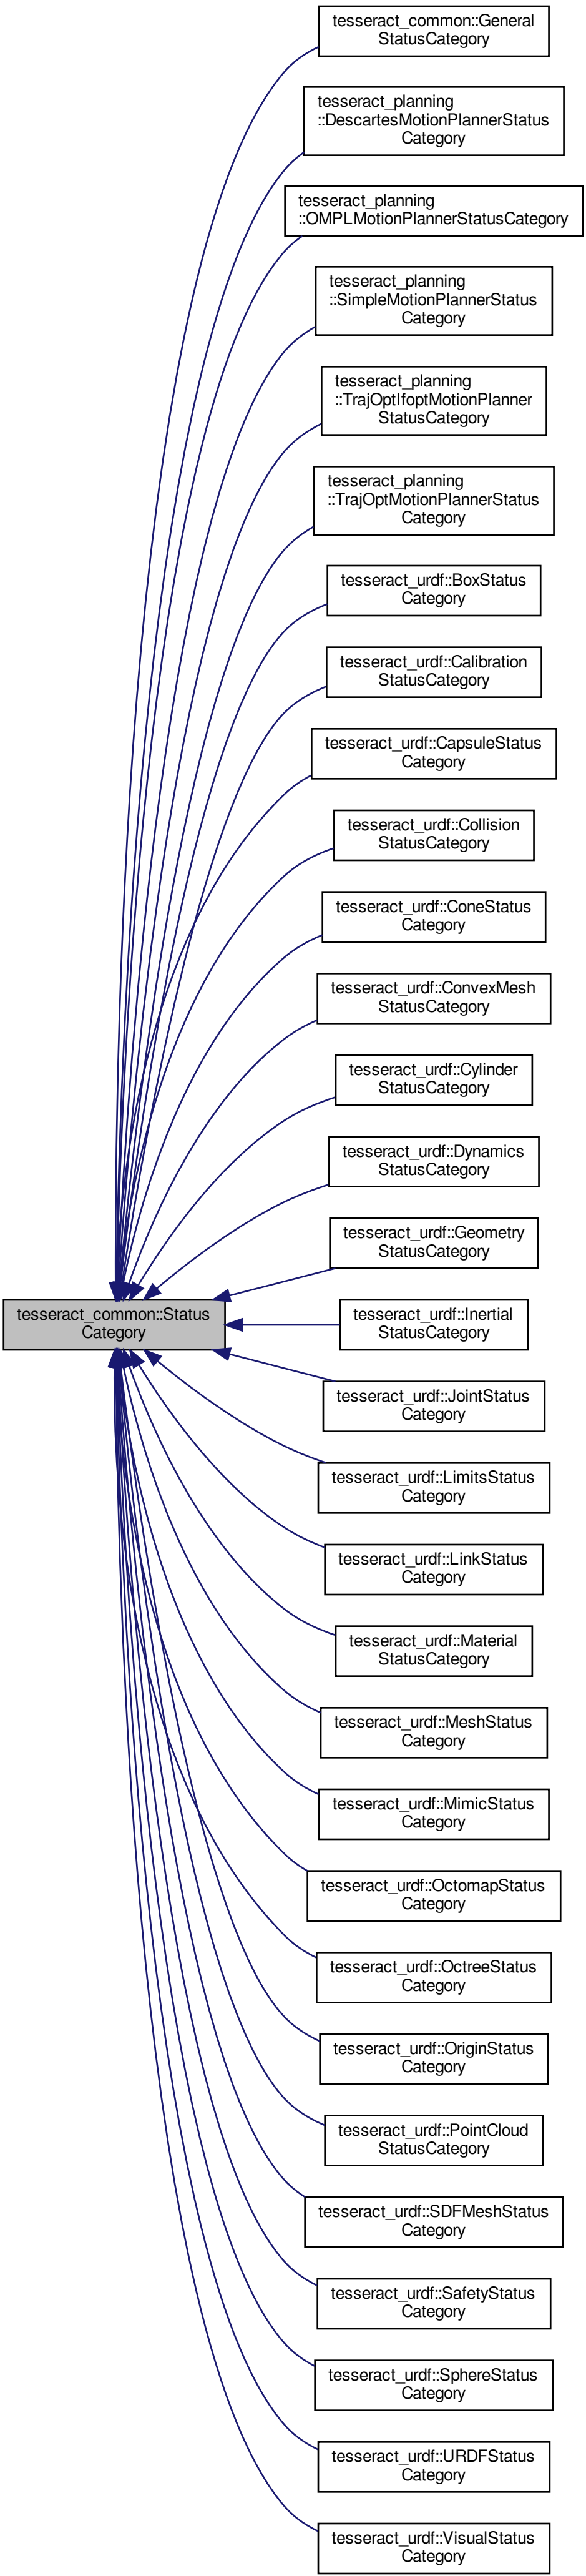 tesseract_common::General
StatusCategory
tesseract_planning
::DescartesMotionPlannerStatus
Category
tesseract_planning
::OMPLMotionPlannerStatusCategory
tesseract_planning
::SimpleMotionPlannerStatus
Category
tesseract_planning
::TrajOptIfoptMotionPlanner
StatusCategory
tesseract_planning
::TrajOptMotionPlannerStatus
Category
tesseract_urdf::BoxStatus
Category
tesseract_urdf::Calibration
StatusCategory
tesseract_urdf::CapsuleStatus
Category
tesseract_urdf::Collision
StatusCategory
tesseract_urdf::ConeStatus
Category
tesseract_urdf::ConvexMesh
StatusCategory
tesseract_urdf::Cylinder
StatusCategory
tesseract_urdf::Dynamics
StatusCategory
tesseract_urdf::Geometry
StatusCategory
tesseract_common::Status
Category
tesseract_urdf::Inertial
StatusCategory
tesseract_urdf::JointStatus
Category
tesseract_urdf::LimitsStatus
Category
tesseract_urdf::LinkStatus
Category
tesseract_urdf::Material
StatusCategory
tesseract_urdf::MeshStatus
Category
tesseract_urdf::MimicStatus
Category
tesseract_urdf::OctomapStatus
Category
tesseract_urdf::OctreeStatus
Category
tesseract_urdf::OriginStatus
Category
tesseract_urdf::PointCloud
StatusCategory
tesseract_urdf::SDFMeshStatus
Category
tesseract_urdf::SafetyStatus
Category
tesseract_urdf::SphereStatus
Category
tesseract_urdf::URDFStatus
Category
tesseract_urdf::VisualStatus
Category